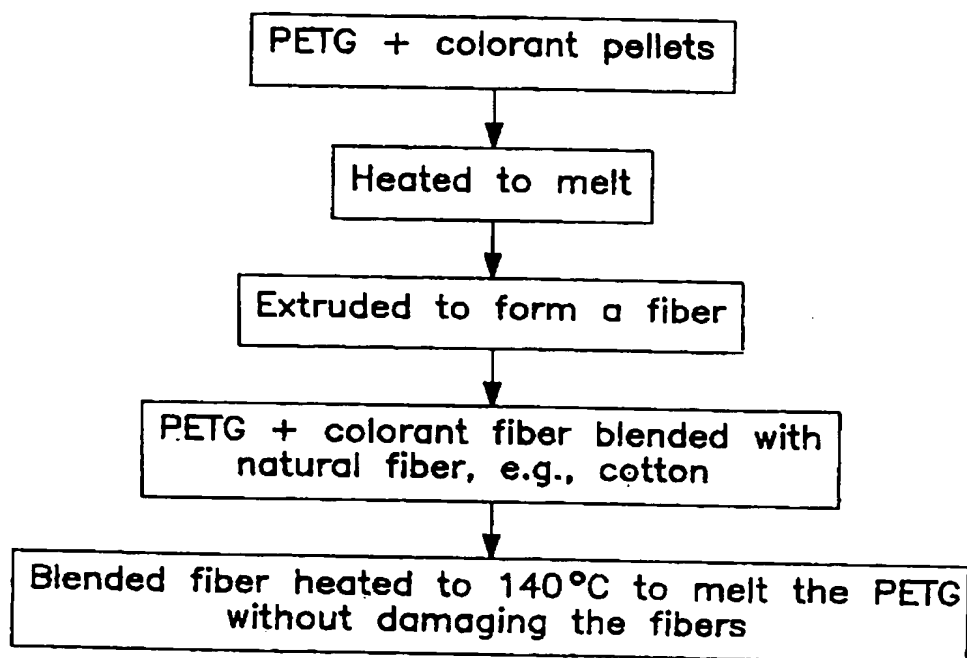 PETG + colorant pellets
Heated to melt
Extruded to form a fiber
PETG + colorant fiber blended with
natural fiber, e.g., cotton
Blended fiber heated to 140°C to melt the PETG
without damaging the fibers